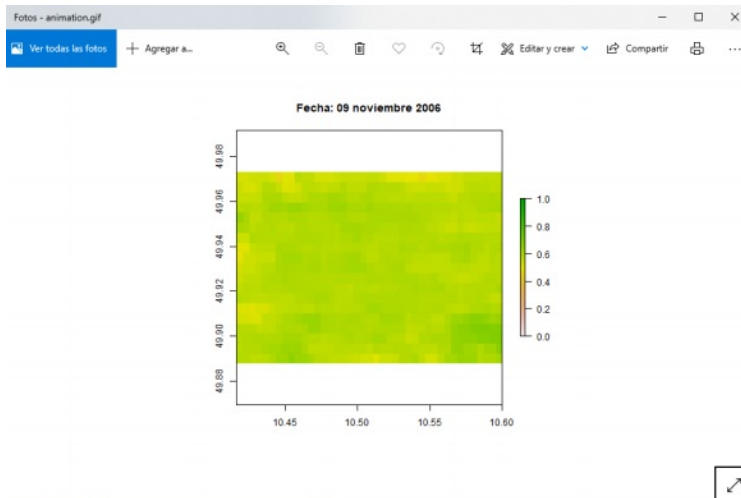 Fotos - animation.gif
Ver todas las fotos
Agregar a...
Editar y crear
Compartir
Fecha: 09 noviembre 2006
49.98
49.96
49.94
49.92
49.90
49.88
1.0
0.8
0.6
0.4
0.2
0.0
10.45 10.50 10.55 10.60